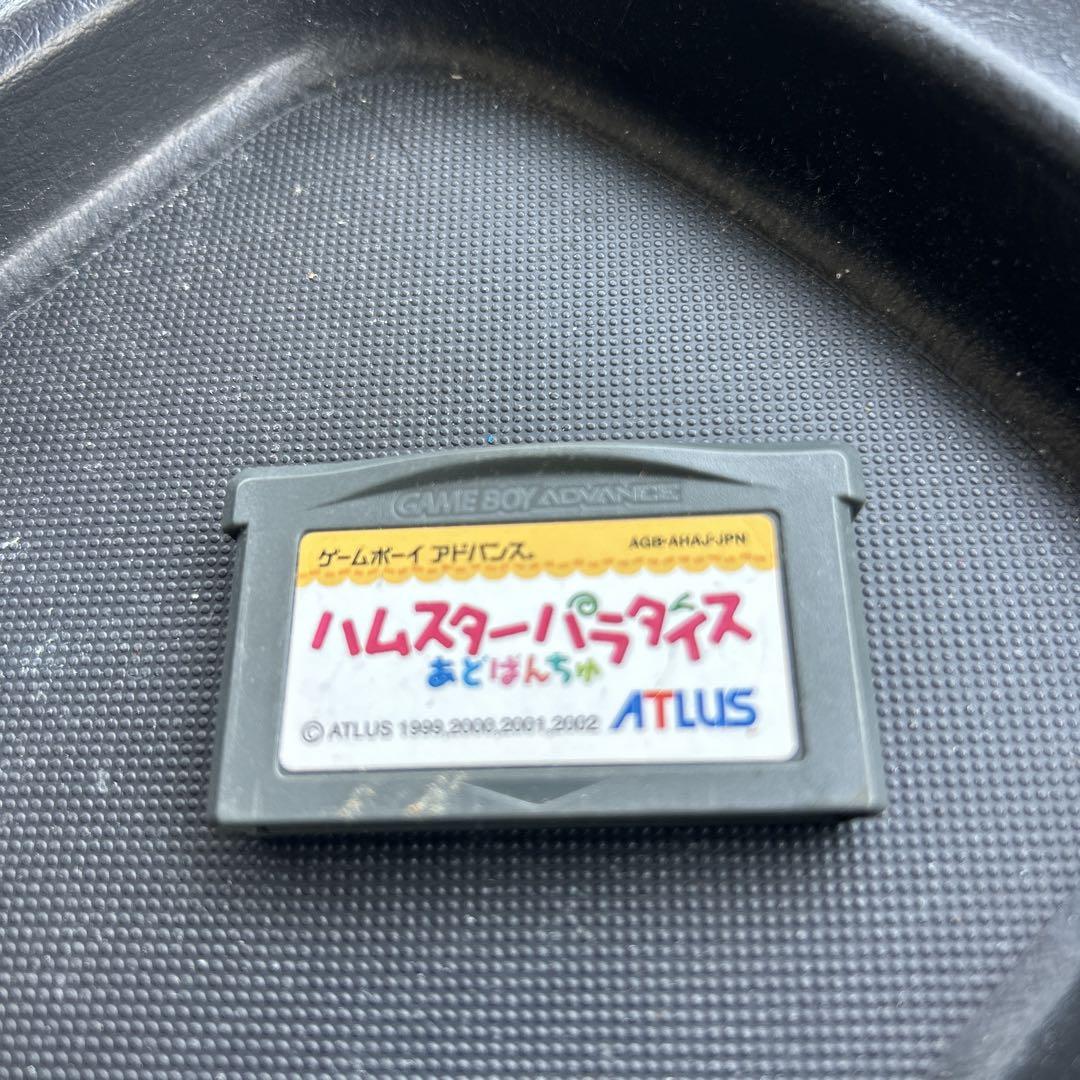 GAME BOY ADVANCE
ゲームボーイ アドバンス® AGB-AHAJ-JPN
ハムスターパラダイス
あどばんちゅ
© ATLUS 1999,2000,2001,2002 ATLUS